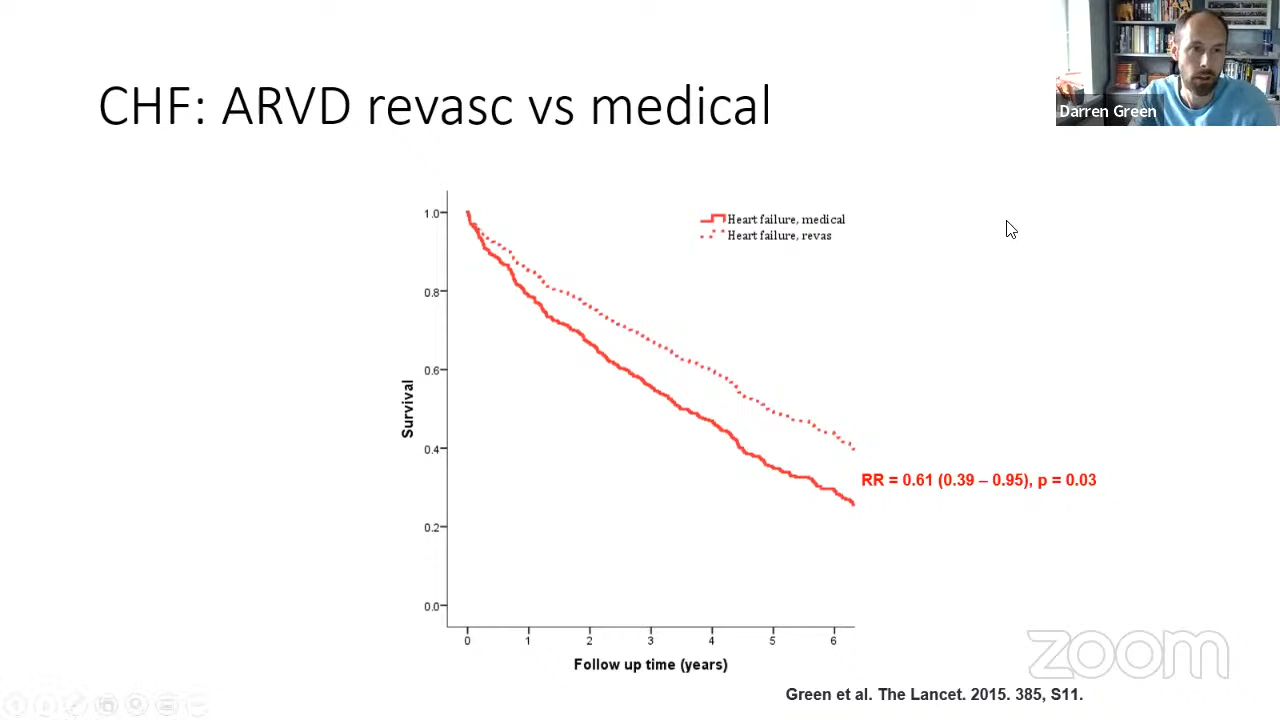 CHF: ARVD revasc vs medical
Darren Green
Heart failure, medical
Heart failure, revas
1.0
0.8
0.6
0.4
0.2
0.0
Survival
RR = 0.61 (0.39 – 0.95), p = 0.03
0 1 2 3 4 5 6
Follow up time (years)
zoom
Green et al. The Lancet. 2015. 385, S11.